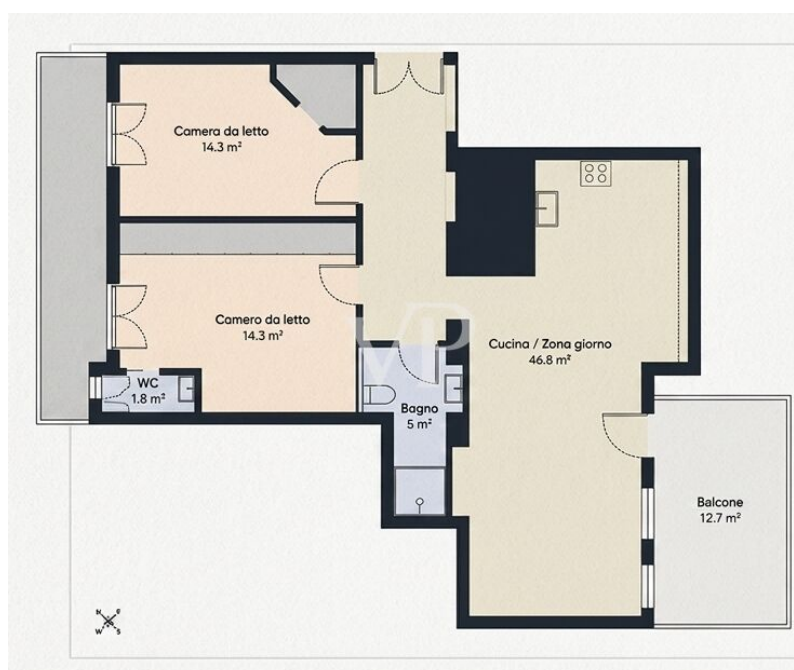 Camera da letto
14.3 m²
Camero da letto
14.3 m²
VP
Cucina / Zona giorno
46.8 m²
WC
1.8 m²
Bagno
5 m²
Balcone
12.7 m²
W
S